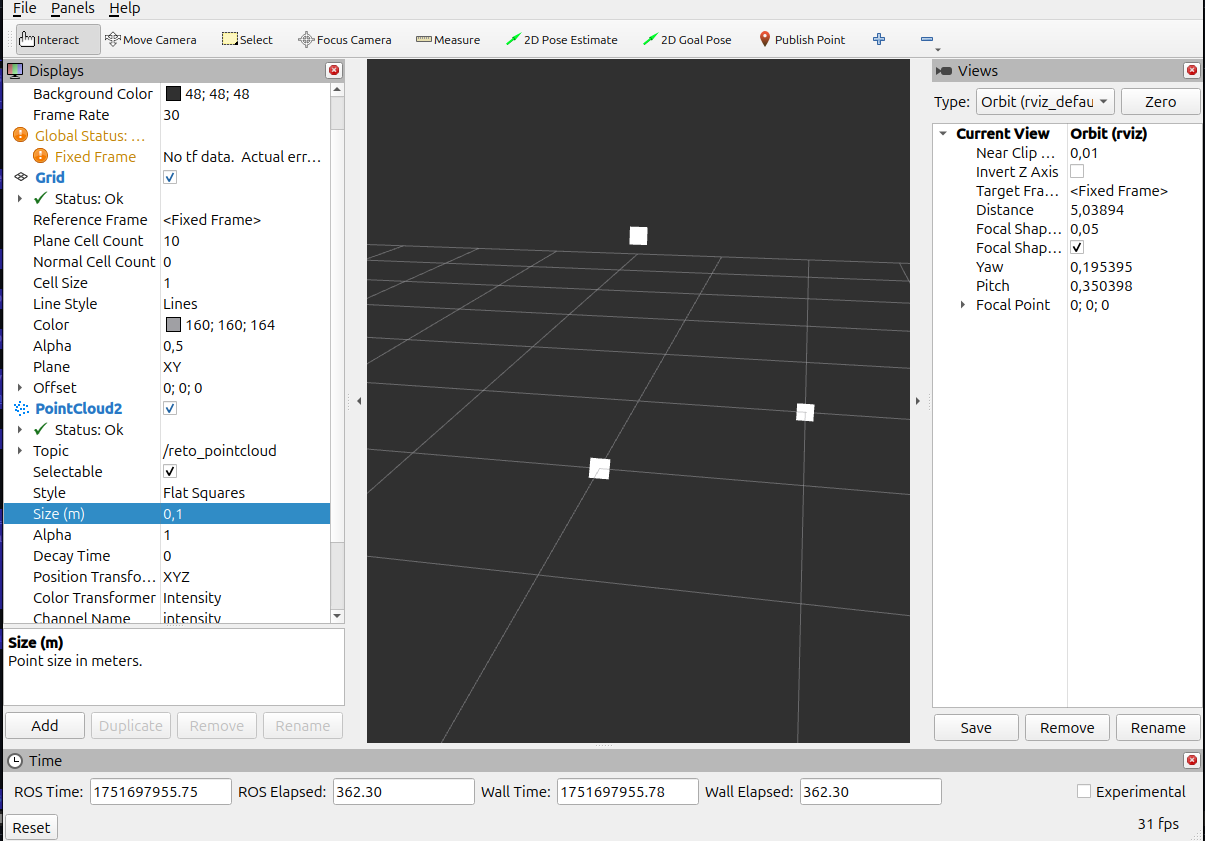 File Panels Help
Interact Move Camera Select Focus Camera Measure 2D Pose Estimate 2D Goal Pose Publish Point
Displays
Background Color 48; 48; 48
Frame Rate 30
Global Status: ...
Fixed Frame No tf data. Actual err...
Grid
Status: Ok
Reference Frame <Fixed Frame>
Plane Cell Count 10
Normal Cell Count 0
Cell Size 1
Line Style Lines
Color 160; 160; 164
Alpha 0,5
Plane XY
Offset 0; 0; 0
PointCloud2
Status: Ok
Topic /reto_pointcloud
Selectable
Style Flat Squares
Size (m) 0,1
Alpha 1
Decay Time 0
Position Transfo... XYZ
Color Transformer Intensity
Channel Name intensity
Size (m)
Point size in meters.
Add Duplicate Remove Rename
Views
Type: Orbit (rviz_defau Zero
Current View Orbit (rviz)
Near Clip ... 0,01
Invert Z Axis
Target Fra... <Fixed Frame>
Distance 5,03894
Focal Shap... 0,05
Focal Shap...
Yaw 0,195395
Pitch 0,350398
Focal Point 0; 0; 0
Save Remove Rename
Time
ROS Time: 1751697955.75 ROS Elapsed: 362.30 Wall Time: 1751697955.78 Wall Elapsed: 362.30 Experimental
Reset 31 fps